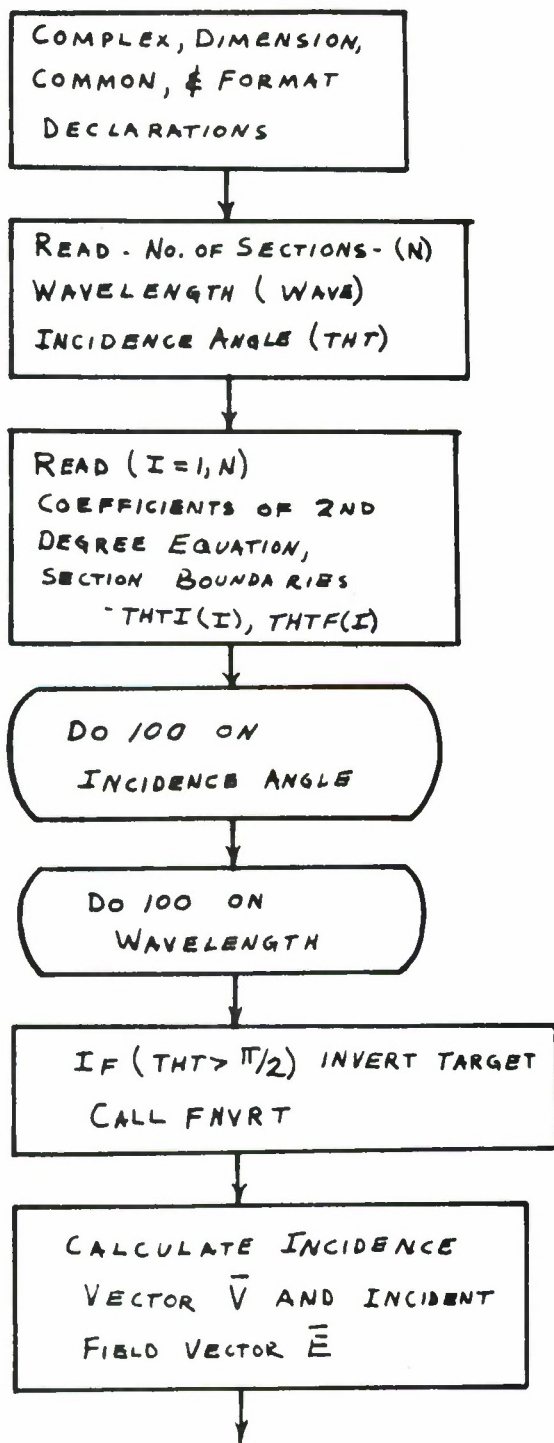 COMPLEX, DIMENSION,
COMMON, & FORMAT
DECLARATIONS
READ - NO. OF SECTIONS - (N)
WAVELENGTH (WAVE)
INCIDENCE ANGLE (THT)
READ (I=1,N)
COEFFICIENTS OF 2ND
DEGREE EQUATION,
SECTION BOUNDARIES
-THTI(I), THTF(I)
DO 100 ON
INCIDENCE ANGLE
DO 100 ON
WAVELENGTH
IF (THT > π/2) INVERT TARGET
CALL FNVRT
CALCULATE INCIDENCE
VECTOR V̄ AND INCIDENT
FIELD VECTOR Ē